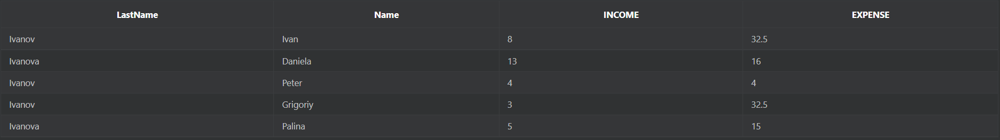 LastName Name INCOME EXPENSE
Ivanov Ivan 8 32.5
Ivanova Daniela 13 16
Ivanov Peter 4 4
Ivanov Grigoriy 3 32.5
Ivanova Palina 5 15